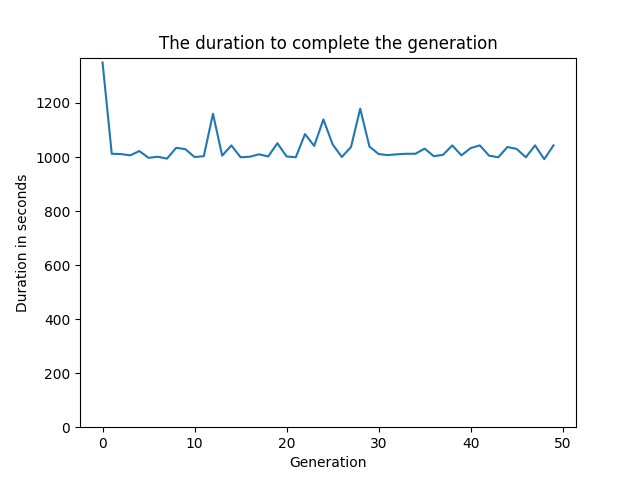 The duration to complete the generation
1200
1000
800
600
400
200
0
Duration in seconds
0 10 20 30 40 50
Generation